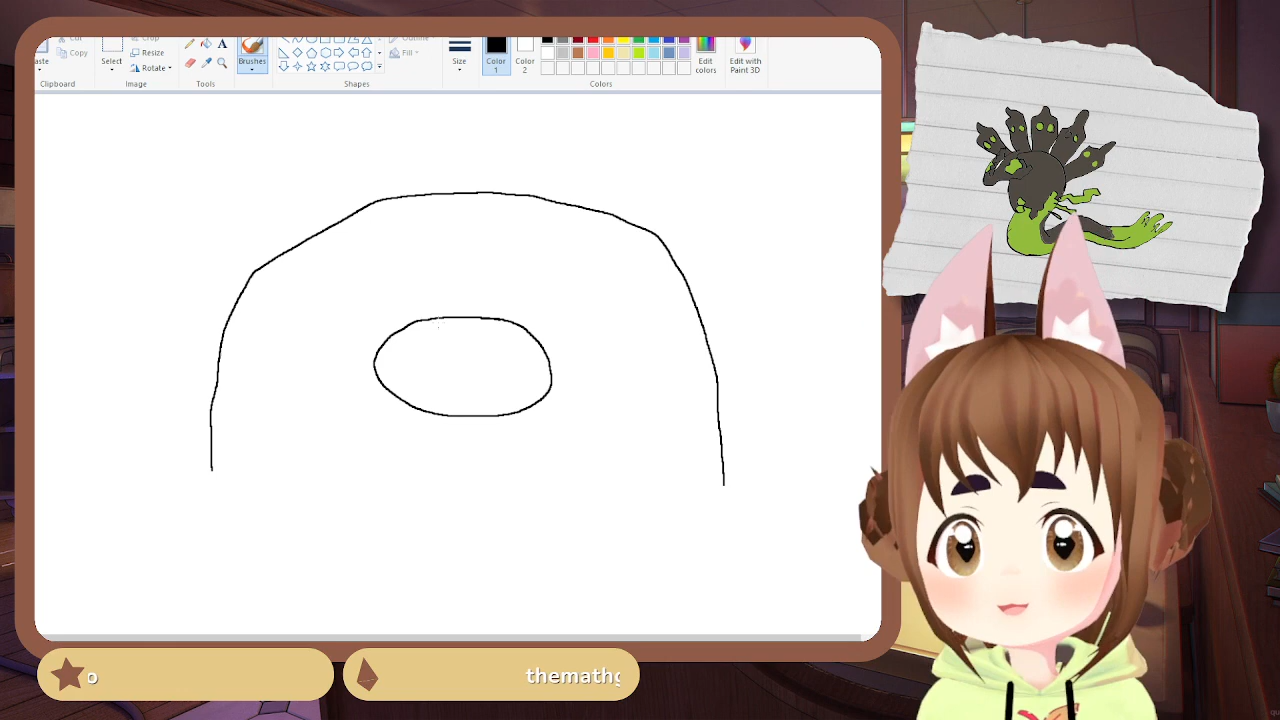 Copy
Resize
Rotate
Clipboard
Image
Select
A
Tools
Brushes
Shapes
Fill
Size
Color 1
Color 2
Colors
Edit colors
Edit with Paint 3D
o
themath